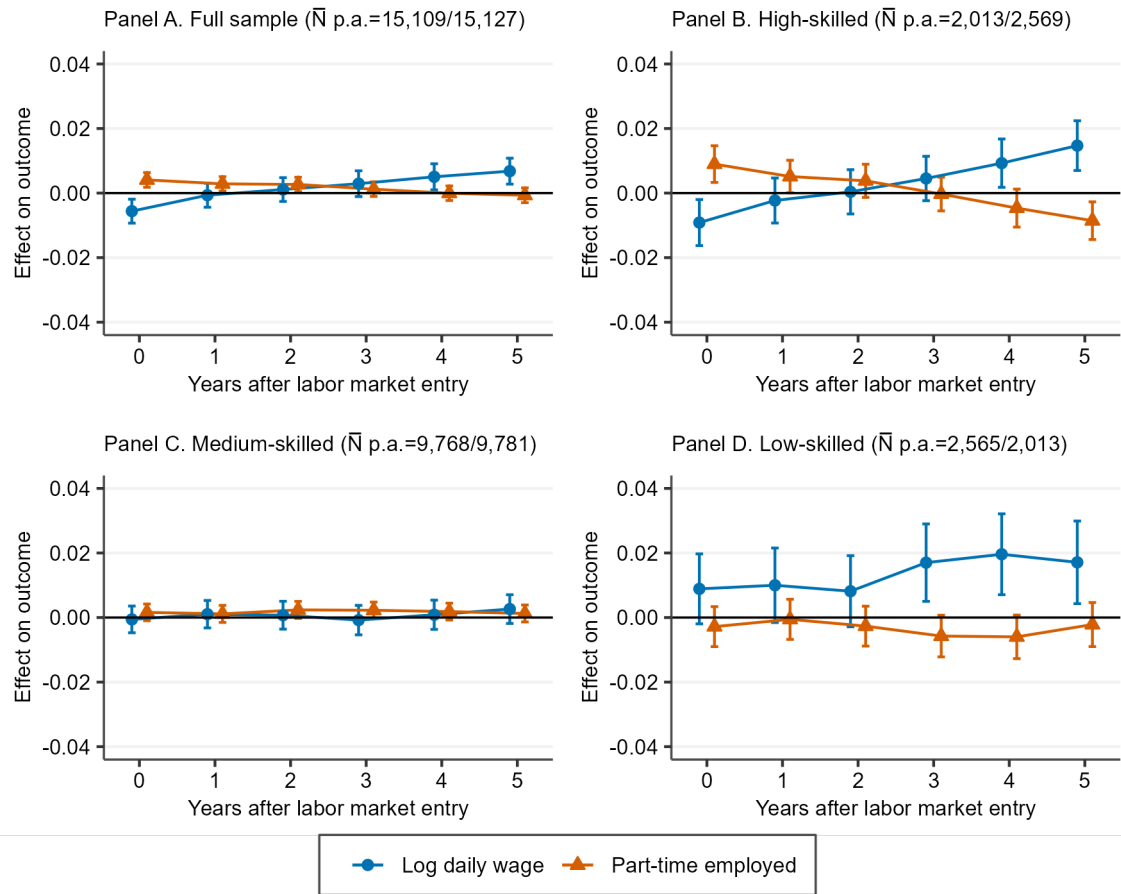 Panel A. Full sample (N̅ p.a.=15,109/15,127)
0.04
0.02
0.00
-0.02
-0.04
Effect on outcome
0 1 2 3 4 5
Years after labor market entry
Panel B. High-skilled (N̅ p.a.=2,013/2,569)
0.04
0.02
0.00
-0.02
-0.04
Effect on outcome
0 1 2 3 4 5
Years after labor market entry
Panel C. Medium-skilled (N̅ p.a.=9,768/9,781)
0.04
0.02
0.00
-0.02
-0.04
Effect on outcome
0 1 2 3 4 5
Years after labor market entry
Panel D. Low-skilled (N̅ p.a.=2,565/2,013)
0.04
0.02
0.00
-0.02
-0.04
Effect on outcome
0 1 2 3 4 5
Years after labor market entry
Log daily wage Part-time employed